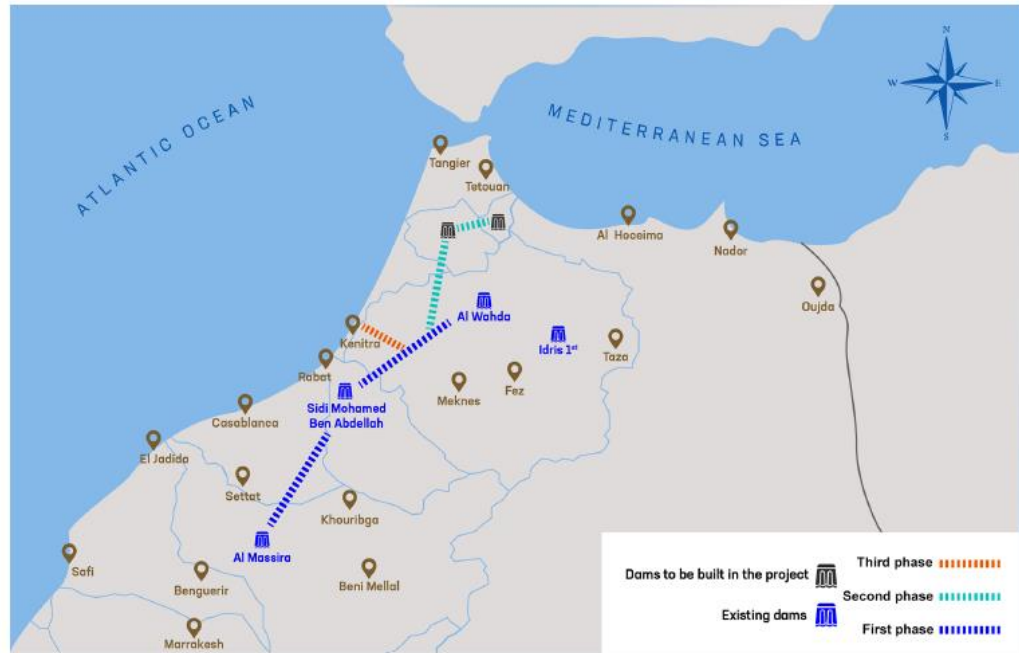 N
W
E
S
ATLANTIC OCEAN
MEDITERRANEAN SEA
Tangier
Tetouan
Al Hoceima
Nador
Oujda
Al Wahda
Kenitra
Idris 1st
Taza
Rabat
Fez
Meknes
Sidi Mohamed
Ben Abdellah
Casablanca
El Jadida
Settat
Khouribga
Al Massira
Safi
Benguerir
Beni Mellal
Marrakesh
Dams to be built in the project
Existing dams
Third phase
Second phase
First phase